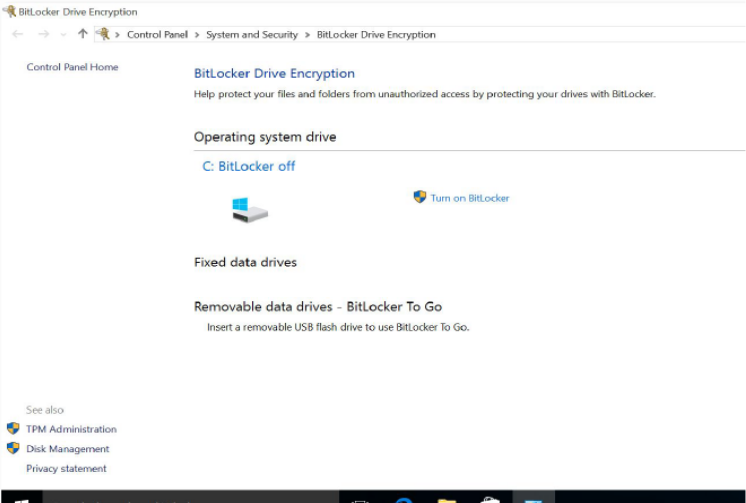 BitLocker Drive Encryption
Control Panel > System and Security > BitLocker Drive Encryption
Control Panel Home
BitLocker Drive Encryption
Help protect your files and folders from unauthorized access by protecting your drives with BitLocker.
Operating system drive
C: BitLocker off
Turn on BitLocker
Fixed data drives
Removable data drives - BitLocker To Go
Insert a removable USB flash drive to use BitLocker To Go.
See also
TPM Administration
Disk Management
Privacy statement